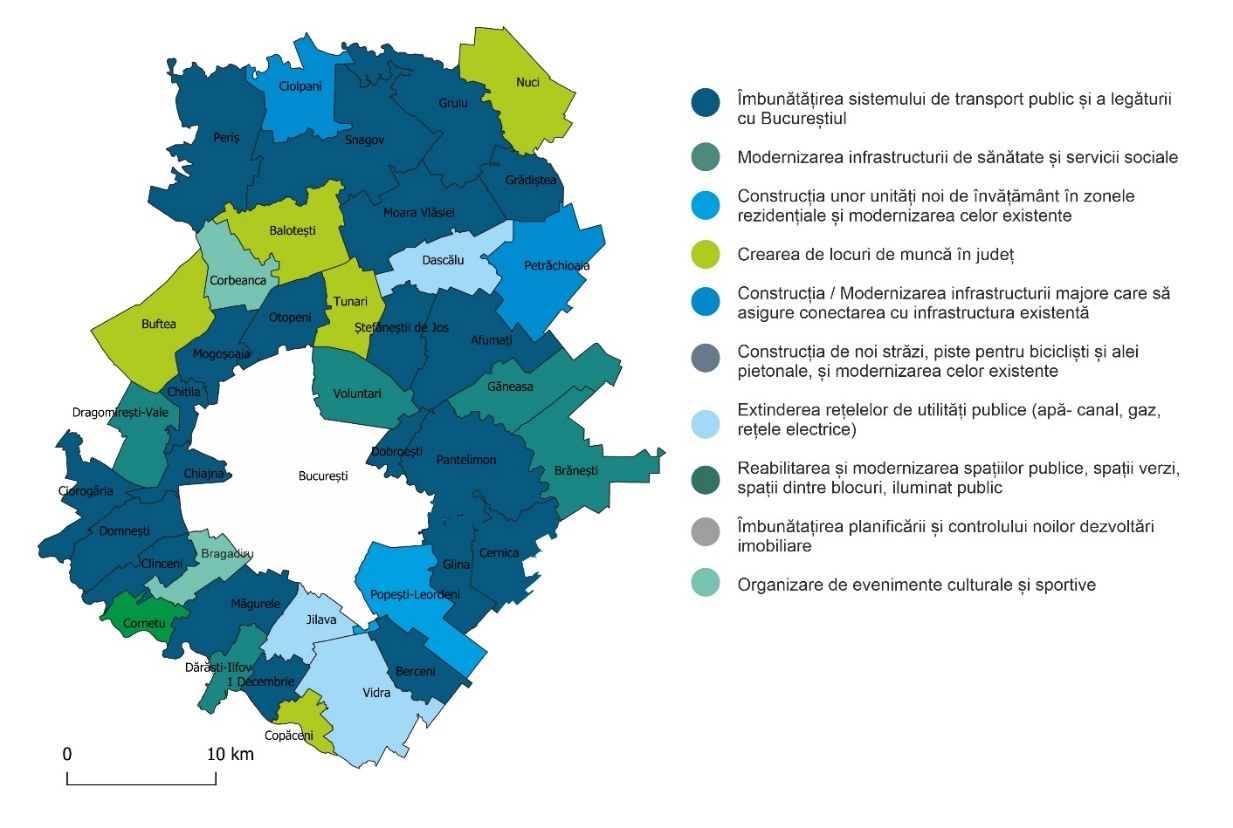 Nuci
Ciolpani
Gruiu
Periș
Snagov
Grădiștea
Moara Vlăsiei
Balotești
Dascălu
Petrăchioaia
Corbeanca
Tunari
Otopeni
Buftea
Ștefăneștii de Jos
Afumați
Mogoșoaia
Găneasa
Chitila
Voluntari
Dragomirești-Vale
Dobroești
Pantelimon
Brănești
Chiajna
București
Ciorogârla
Domnești
Bragadiru
Cernica
Clinceni
Glina
Popești-Leordeni
Măgurele
Jilava
Cornetu
Dărăști-Ilfov
1 Decembrie
Berceni
Vidra
Copăceni
0
10 km
Îmbunătățirea sistemului de transport public și a legăturii
cu Bucureștiul
Modernizarea infrastructurii de sănătate și servicii sociale
Construcția unor unități noi de învățământ în zonele
rezidențiale și modernizarea celor existente
Crearea de locuri de muncă în județ
Construcția / Modernizarea infrastructurii majore care să
asigure conectarea cu infrastructura existentă
Construcția de noi străzi, piste pentru bicicliști și alei
pietonale, și modernizarea celor existente
Extinderea rețelelor de utilități publice (apă- canal, gaz,
rețele electrice)
Reabilitarea și modernizarea spațiilor publice, spații verzi,
spații dintre blocuri, iluminat public
Îmbunătațirea planificării și controlului noilor dezvoltări
imobiliare
Organizare de evenimente culturale și sportive